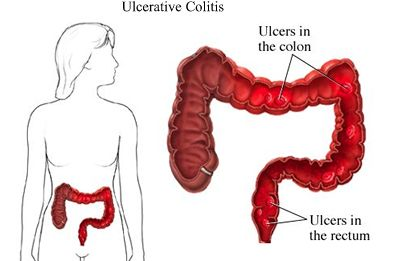 Ulcerative Colitis
Ulcers in
the colon
Ulcers in
the rectum